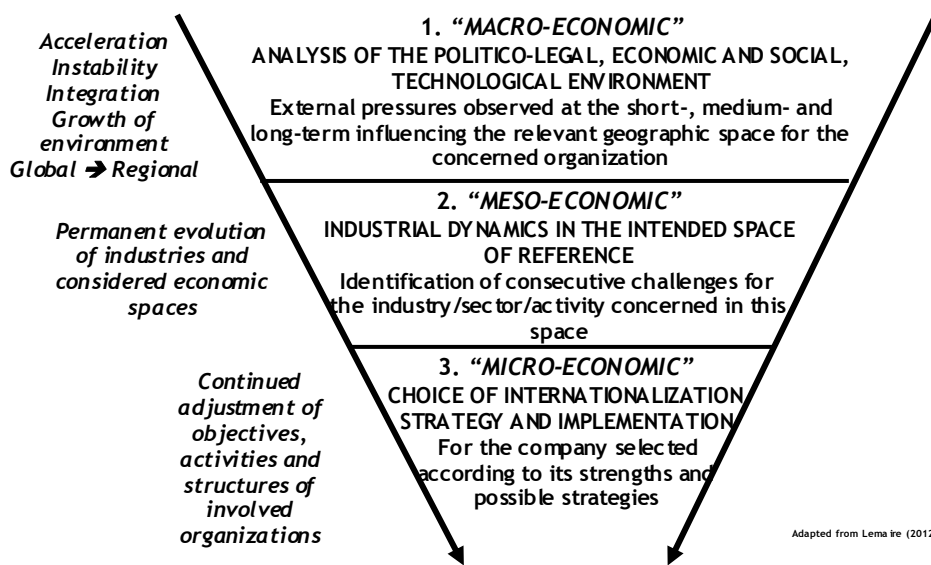 Acceleration
Instability
Integration
Growth of
environment
Global ➔ Regional
1. “MACRO-ECONOMIC”
ANALYSIS OF THE POLITICO-LEGAL, ECONOMIC AND SOCIAL,
TECHNOLOGICAL ENVIRONMENT
External pressures observed at the short-, medium- and
long-term influencing the relevant geographic space for the
concerned organization
Permanent evolution
of industries and
considered economic
spaces
2. “MESO-ECONOMIC”
INDUSTRIAL DYNAMICS IN THE INTENDED SPACE
OF REFERENCE
Identification of consecutive challenges for
the industry/sector/activity concerned in this
space
Continued
adjustment of
objectives,
activities and
structures of
involved
organizations
3. “MICRO-ECONOMIC”
CHOICE OF INTERNATIONALIZATION
STRATEGY AND IMPLEMENTATION
For the company selected
according to its strengths and
possible strategies
Adapted from Lemaire (2012